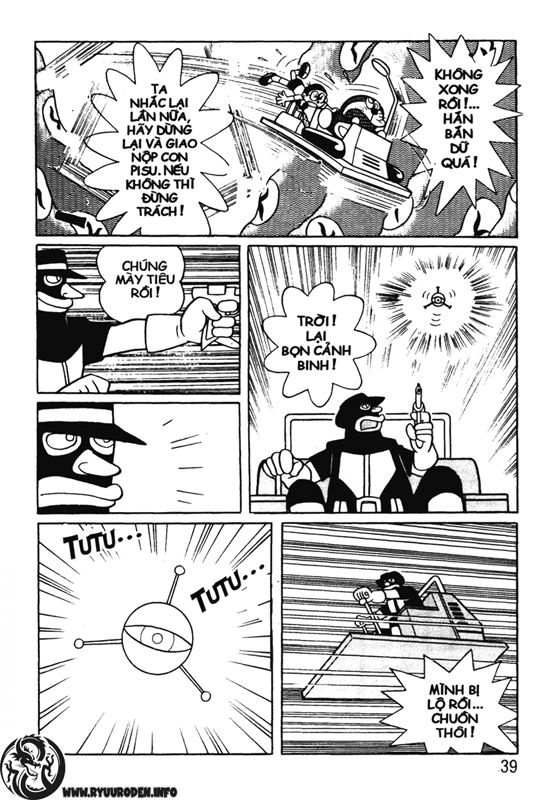 KHÔNG
XONG
RỒI!...
HẮN
BẮN
DỮ
QUÁ!
TA
NHẮC LẠI
LẦN NỮA,
HÃY DỪNG
LẠI VÀ GIAO
NỘP CON
PISU. NẾU
KHÔNG THÌ
ĐỪNG
TRÁCH!
CHÚNG
MÀY TIÊU
RỒI!
TRỜI!
LẠI
BỌN CẢNH
BINH!
TUTU...
TUTU...
MÌNH BỊ
LỘ RỒI...
CHUỒN
THÔI!
39
WWW.RYUURODEN.INFO